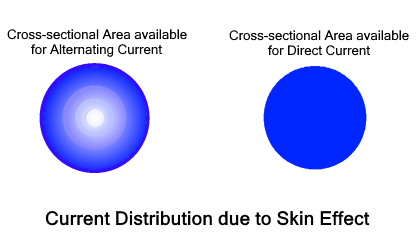 Cross-sectional Area available
for Alternating Current
Cross-sectional Area available
for Direct Current
Current Distribution due to Skin Effect